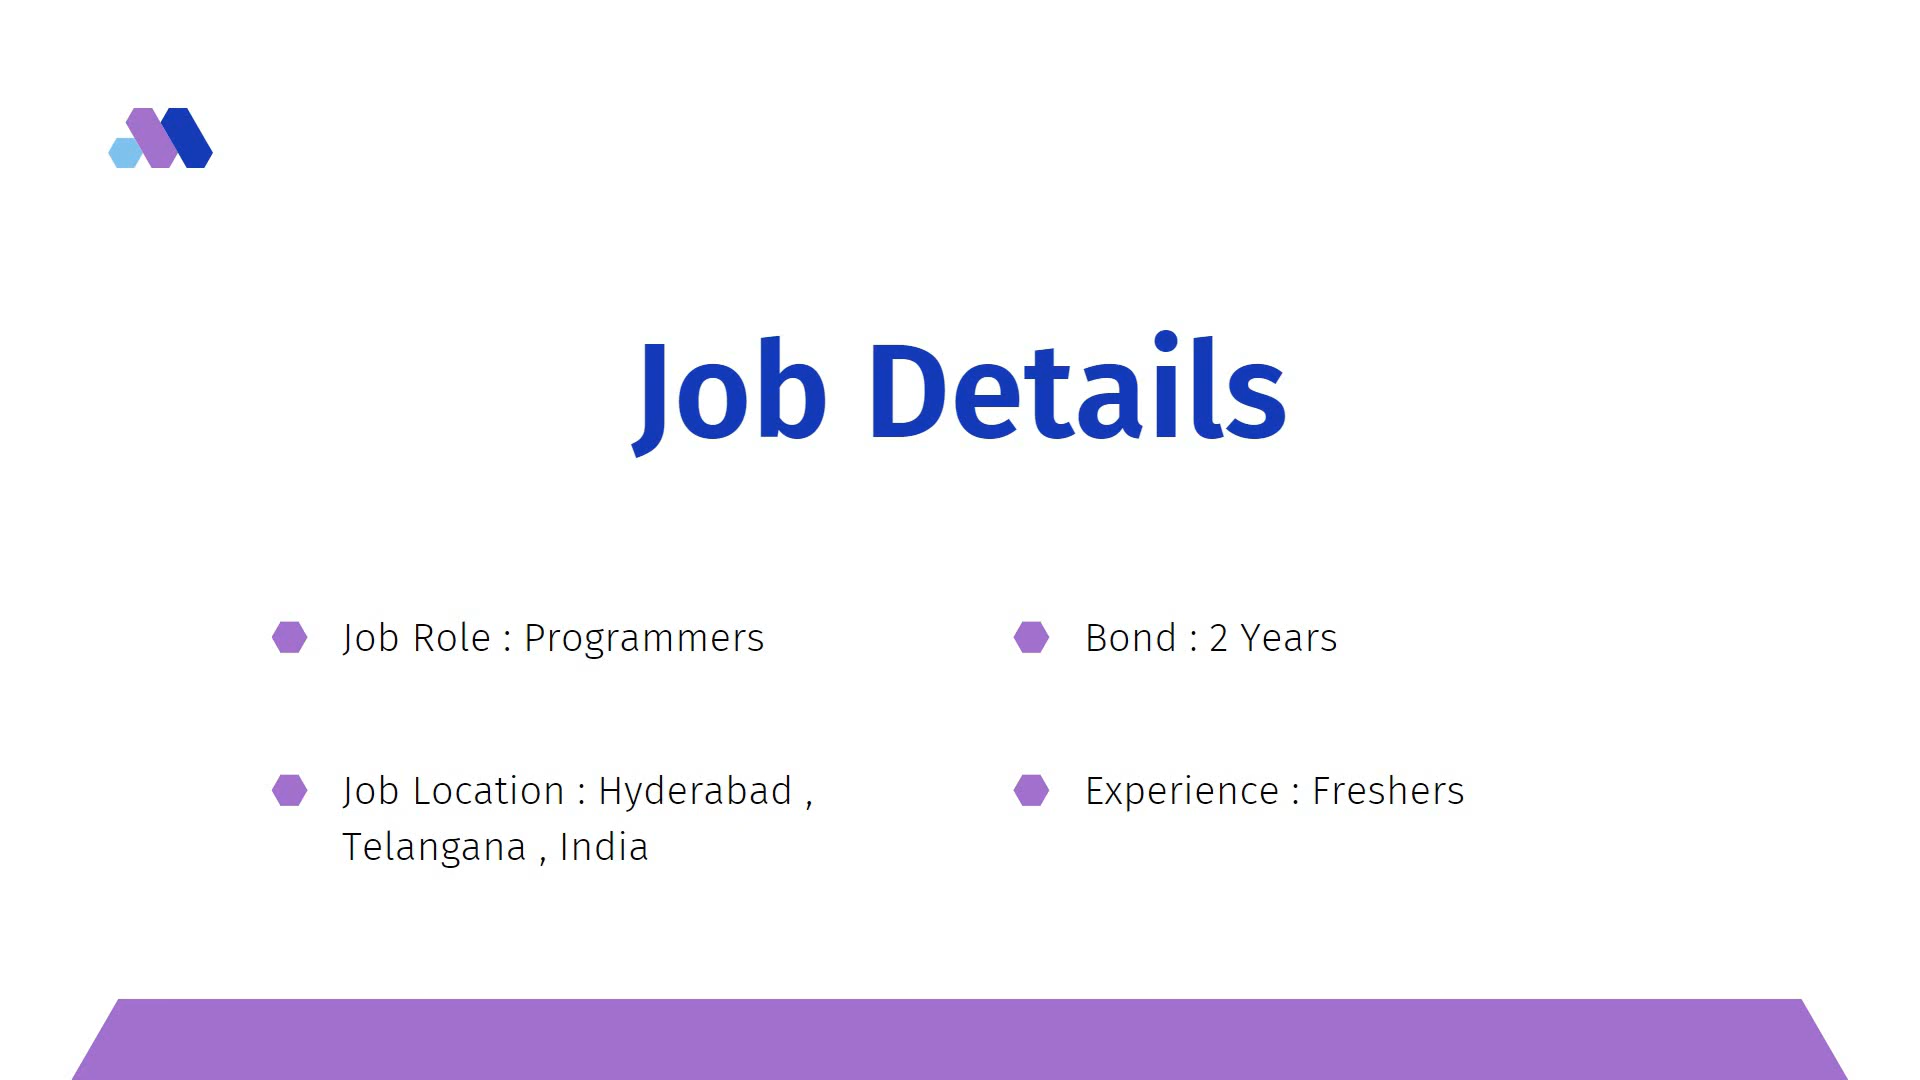 Job Details
Job Role : Programmers
Job Location : Hyderabad ,
Telangana , India
Bond : 2 Years
Experience : Freshers